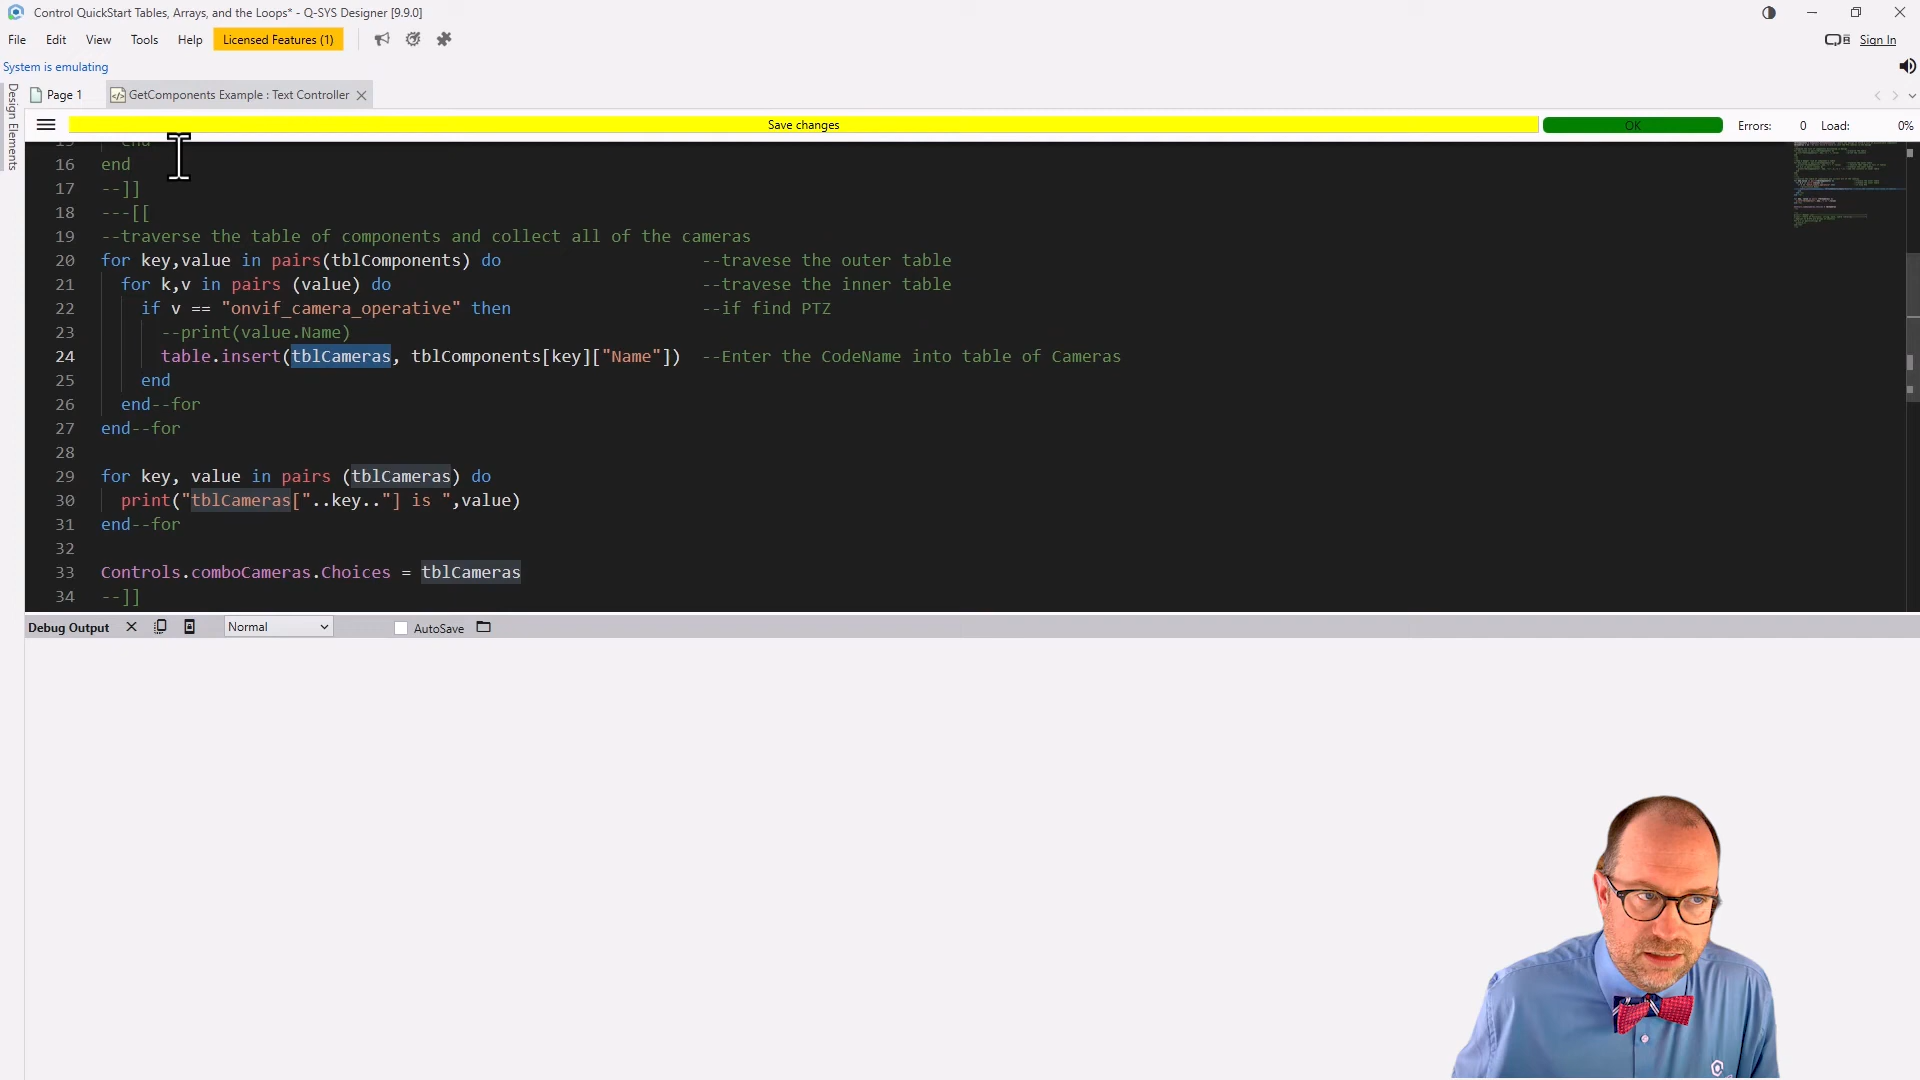 Control QuickStart Tables, Arrays, and the Loops* - Q-SYS Designer [9.9.0]
File Edit View Tools Help Licensed Features (1) Sign In
System is emulating
Design Elements
Page 1 GetComponents Example : Text Controller
Save changes OK Errors: 0 Load: 0%
15 end
16 end
17 --]]
18 ---[[
19 --traverse the table of components and collect all of the cameras
20 for key,value in pairs(tblComponents) do --travese the outer table
21 for k,v in pairs (value) do --travese the inner table
22 if v == "onvif_camera_operative" then --if find PTZ
23 --print(value.Name)
24 table.insert(tblCameras, tblComponents[key]["Name"]) --Enter the CodeName into table of Cameras
25 end
26 end--for
27 end--for
28
29 for key, value in pairs (tblCameras) do
30 print("tblCameras["..key.."] is ",value)
31 end--for
32
33 Controls.comboCameras.Choices = tblCameras
34 --]]
Debug Output Normal AutoSave